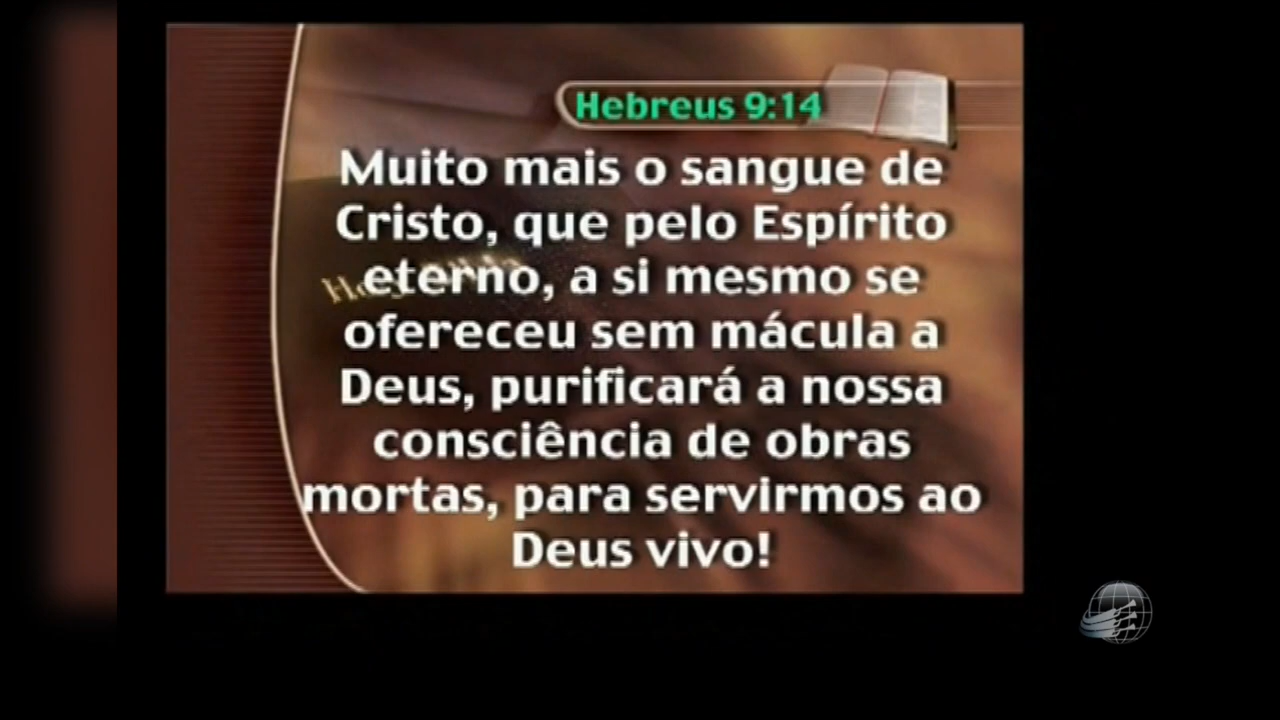 Hebreus 9:14
Muito mais o sangue de
Cristo, que pelo Espírito
eterno, a si mesmo se
ofereceu sem mácula a
Deus, purificará a nossa
consciência de obras
mortas, para servirmos ao
Deus vivo!